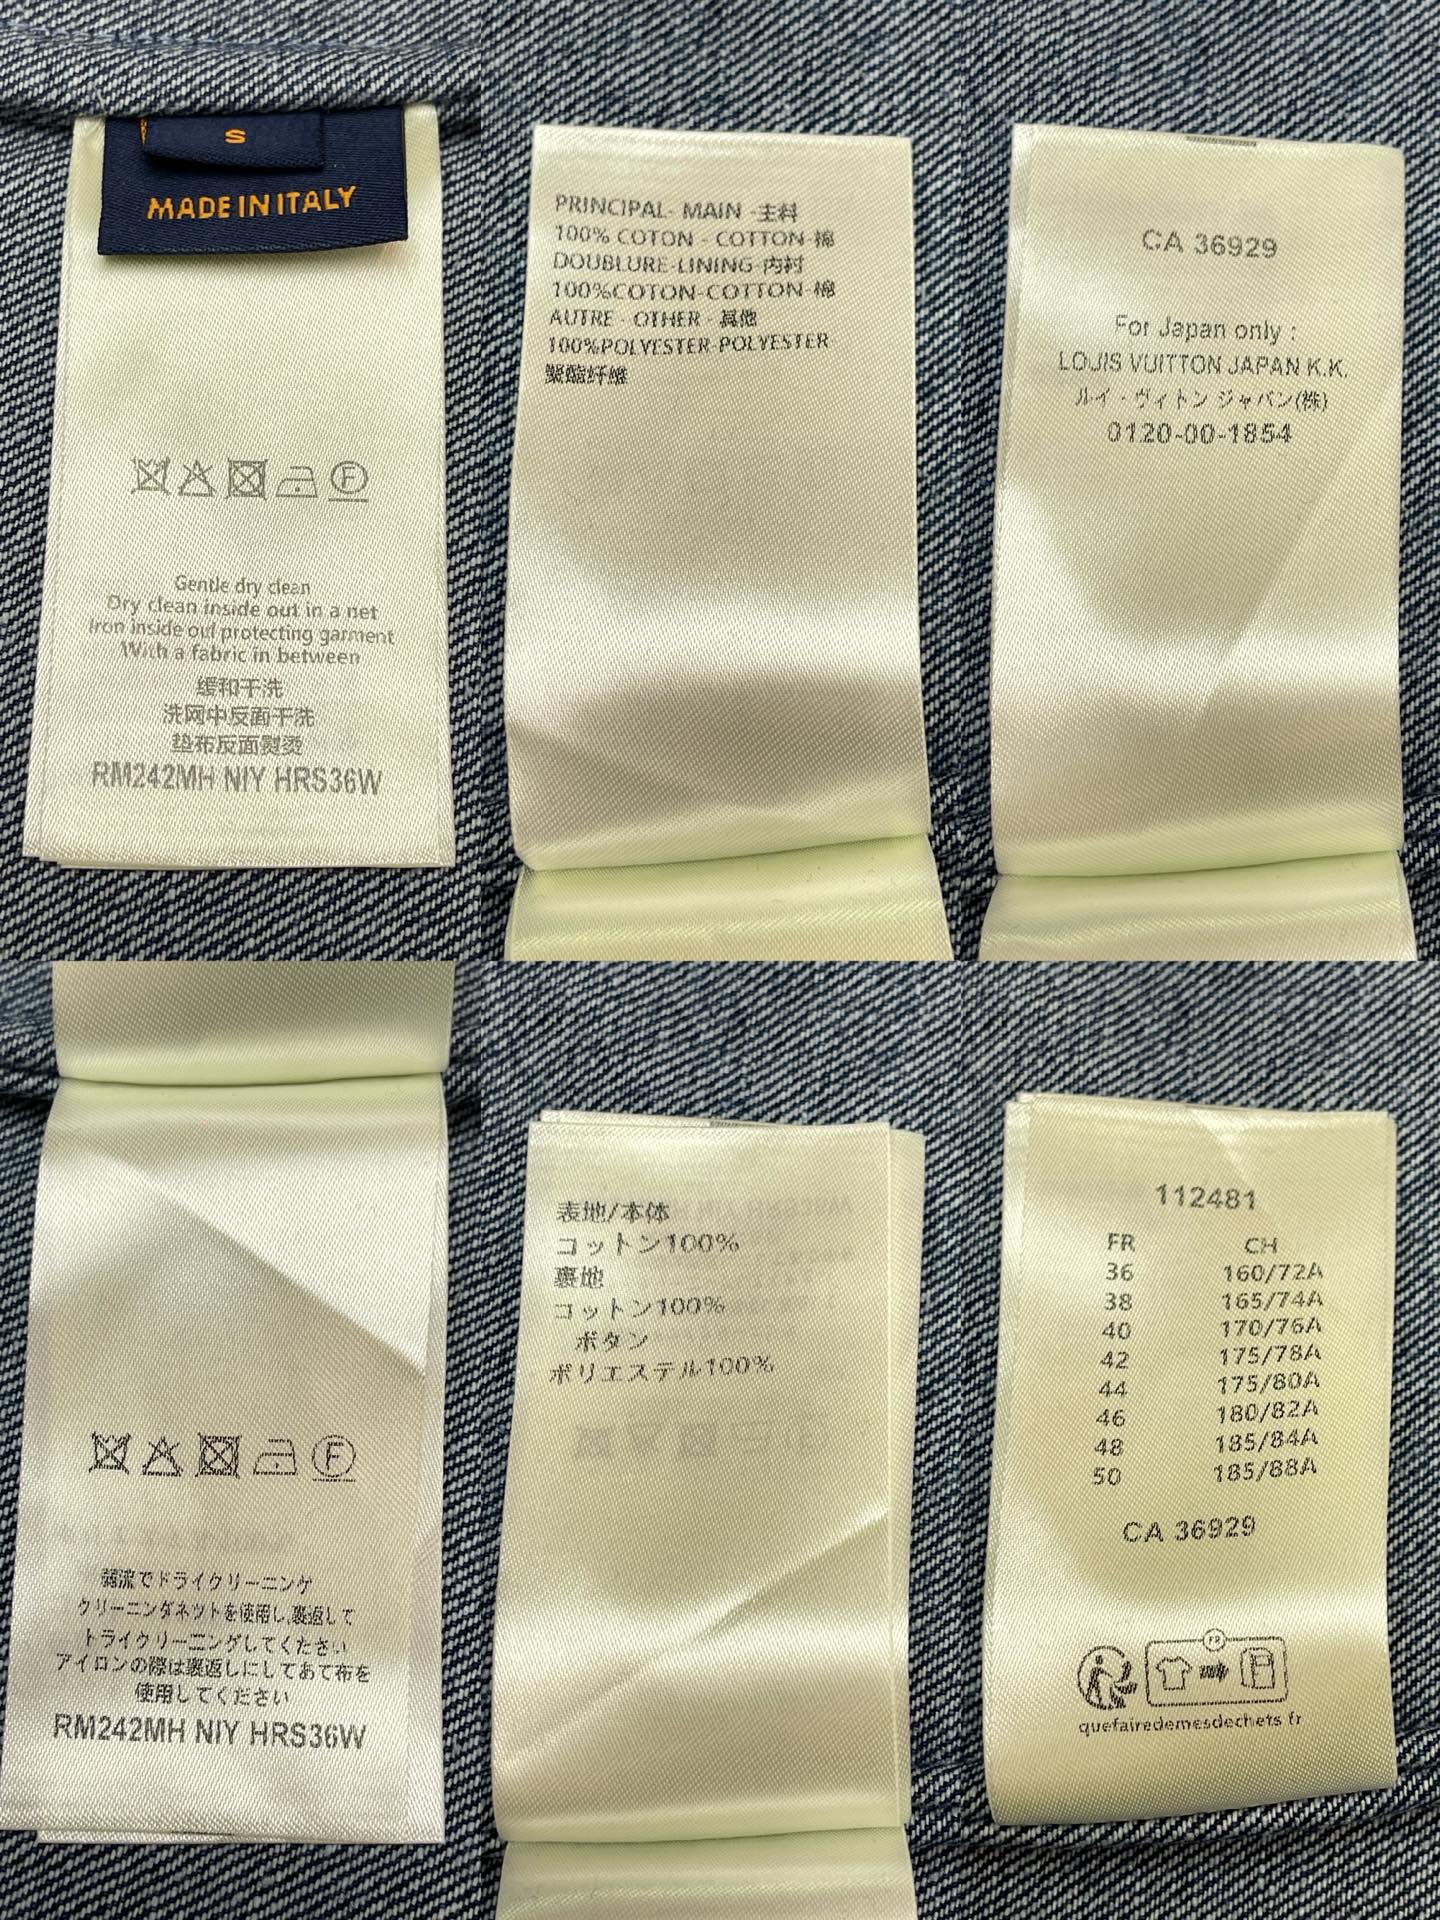 S
MADE IN ITALY
F
Gentle dry clean
Dry clean inside out in a net
Iron inside out protecting garment
With a fabric in between
缓和干洗
洗网中反面干洗
垫布反面熨烫
RM242MH NIY HRS36W
PRINCIPAL- MAIN -主料
100% COTON - COTTON-棉
DOUBLURE-LINING-内衬
100%COTON-COTTON-棉
AUTRE - OTHER - 其他
100%POLYESTER-POLYESTER
聚酯纤维
CA 36929
For Japan only :
LOUIS VUITTON JAPAN K.K.
ルイ・ヴィトン ジャパン(株)
0120-00-1854
F
弱流でドライクリーニング
クリーニンダネットを使用し,裏返して
トライクリーニングしてください
アイロンの際は裏返しにしてあて布を
使用してください
RM242MH NIY HRS36W
表地/本体
コットン100%
裏地
コットン100%
ボタン
ポリエステル100%
112481
FR CH
36 160/72A
38 165/74A
40 170/76A
42 175/78A
44 175/80A
46 180/82A
48 185/84A
50 185/88A
CA 36929
FR
quefairedemesdechets.fr